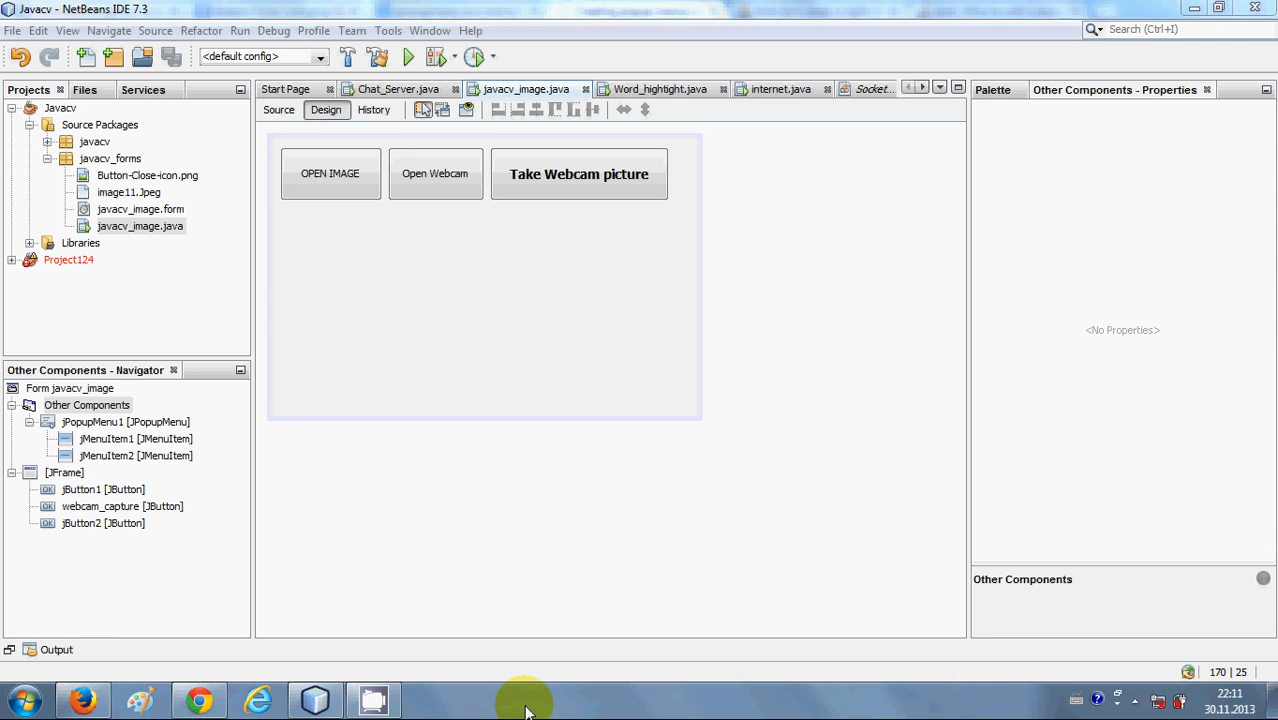 Javacv - NetBeans IDE 7.3
File Edit View Navigate Source Refactor Run Debug Profile Team Tools Window Help
Search (Ctrl+I)
<default config>
Projects Files Services
Start Page Chat_Server.java javacv_image.java Word_hightight.java internet.java Socket...
Palette Other Components - Properties
Source Design History
Javacv
Source Packages
javacv
javacv_forms
Button-Close-icon.png
image11.Jpeg
javacv_image.form
javacv_image.java
Libraries
Project124
OPEN IMAGE Open Webcam Take Webcam picture
<No Properties>
Other Components - Navigator
Form javacv_image
Other Components
jPopupMenu1 [JPopupMenu]
jMenuItem1 [JMenuItem]
jMenuItem2 [JMenuItem]
[JFrame]
OK jButton1 [JButton]
OK webcam_capture [JButton]
OK jButton2 [JButton]
Other Components
Output
170 | 25
22:11
30.11.2013